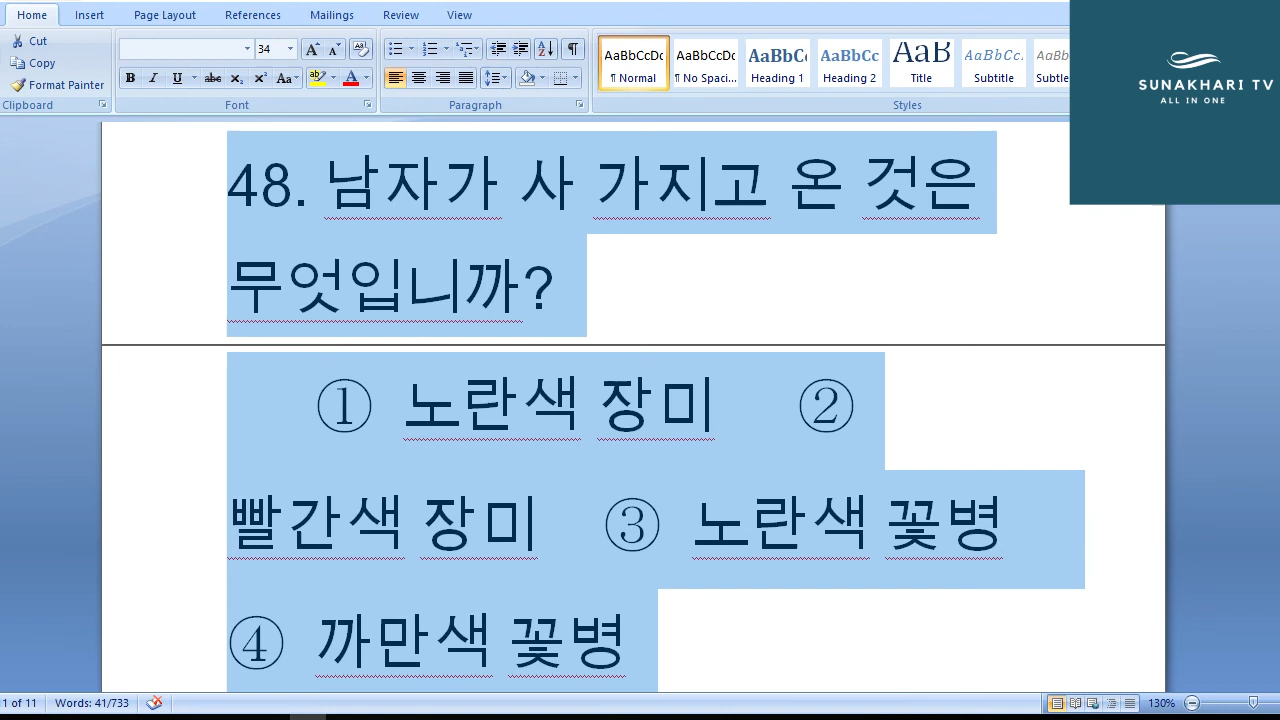 Home Insert Page Layout References Mailings Review View
Cut
Copy
Format Painter
34
AaBbCcDc AaBbCcDc AaBbCc AaBbCc AaB AaBbCc. AaBbCc
¶ Normal ¶ No Spaci... Heading 1 Heading 2 Title Subtitle Subtle
Clipboard Font Paragraph Styles
SUNAKHARI TV
ALL IN ONE
48. 남자가 사 가지고 온 것은
무엇입니까?
① 노란색 장미 ②
빨간색 장미 ③ 노란색 꽃병
④ 까만색 꽃병
1 of 11 Words: 41/733 130%